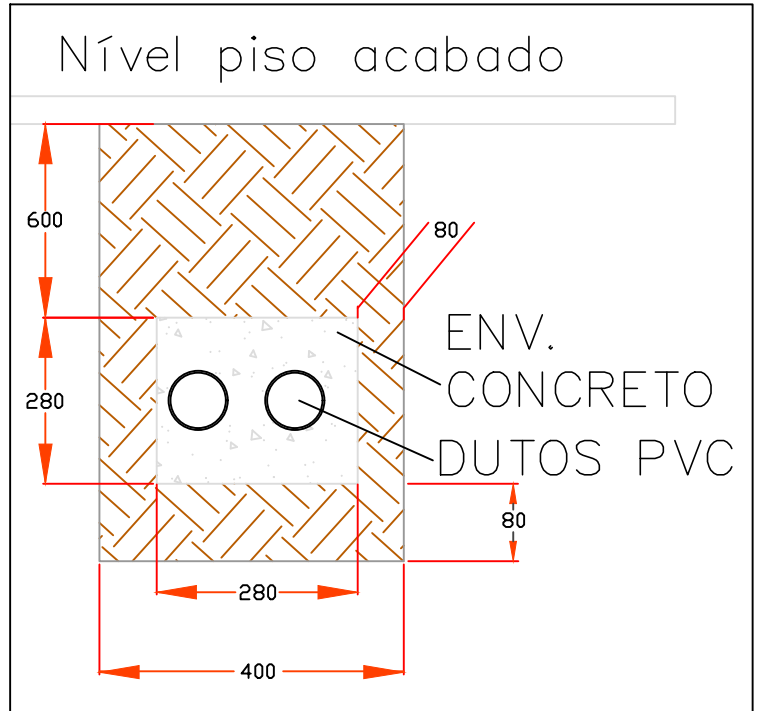 Nível piso acabado
600
80
ENV.
CONCRETO
280
DUTOS PVC
80
280
400